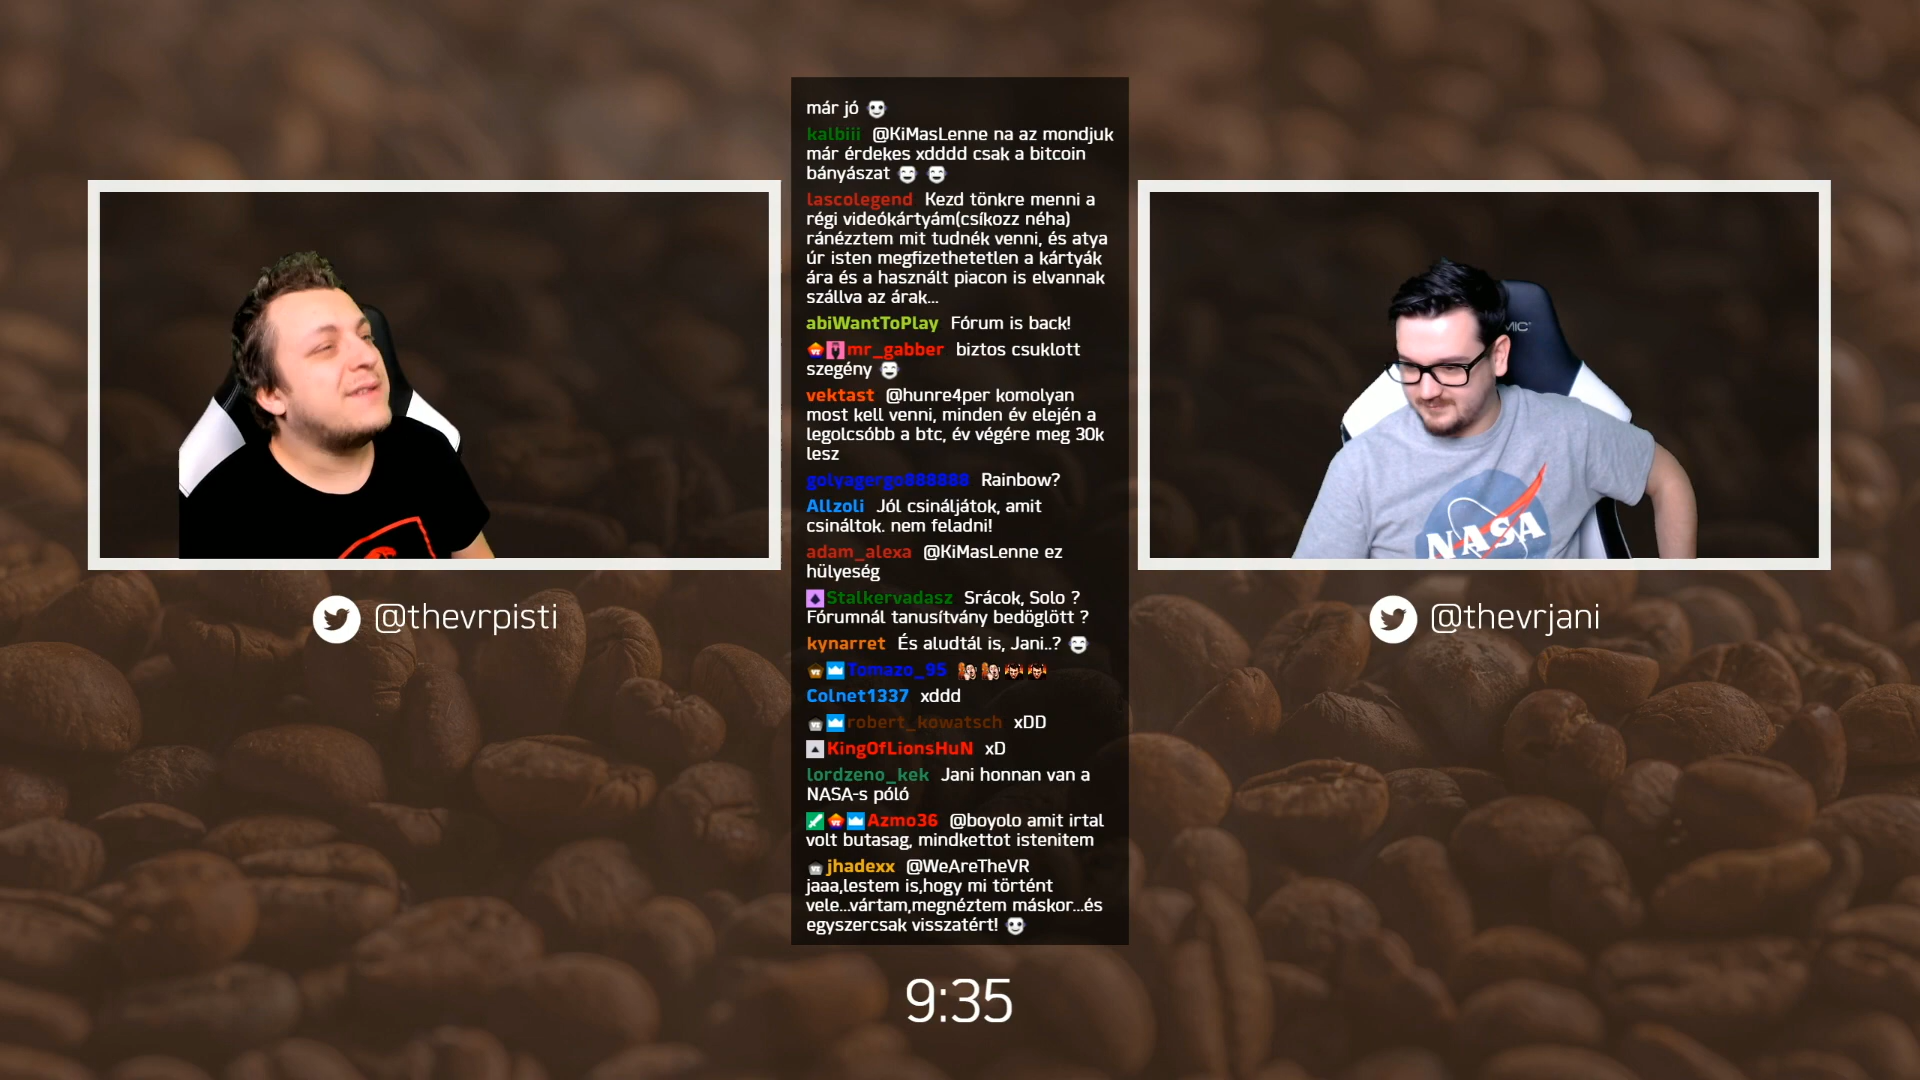 már jó
kalbiii @KiMasLenne na az mondjuk
már érdekes xdddd csak a bitcoin
bányászat
lascolegend Kezd tönkre menni a
régi videókártyám(csíkozz néha)
ránézztem mit tudnék venni, és atya
úr isten megfizethetetlen a kártyák
ára és a használt piacon is elvannak
szállva az árak...
abiWantToPlay Fórum is back!
mr_gabber biztos csuklott
szegény
vektast @hunre4per komolyan
most kell venni, minden év elején a
legolcsóbb a btc, év végére meg 30k
lesz
golyagergo888888 Rainbow?
Allzoli Jól csináljátok, amit
csináltok. nem feladni!
adam_alexa @KiMasLenne ez
hülyeség
Stalkervadasz Srácok, Solo ?
Fórumnál tanusítvány bedöglött ?
kynarret És aludtál is, Jani..?
Tomazo_95
Colnet1337 xddd
robert_kowatsch xDD
KingOfLionsHuN xD
lordzeno_kek Jani honnan van a
NASA-s póló
Azmo36 @boyolo amit irtal
volt butasag, mindkettot istenitem
jhadexx @WeAreTheVR
jaaa,lestem is,hogy mi történt
vele...vártam,megnéztem máskor...és
egyszercsak visszatért!
@thevrpisti
MIC
NASA
@thevrjani
9:35